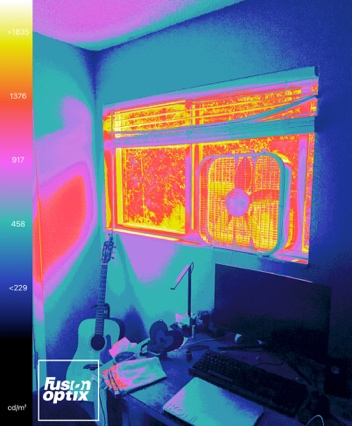 >1835
1376
917
458
<229
cd/m²
fusion
optix